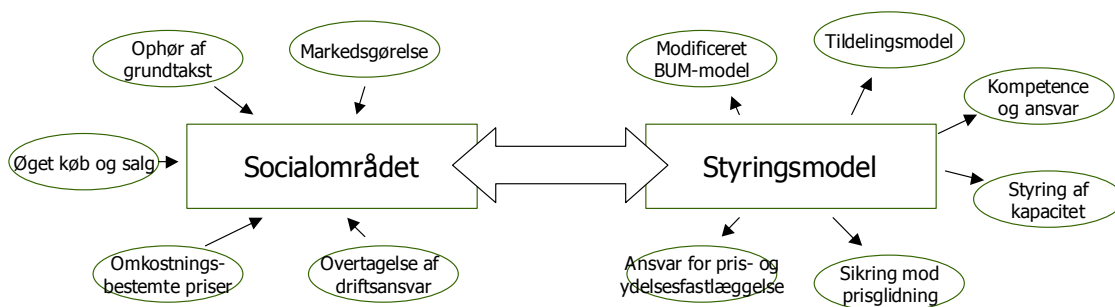 Ophør af
grundtakst
Markedsgørelse
Øget køb og salg
Socialområdet
Omkostnings-
bestemte priser
Overtagelse af
driftsansvar
Modificeret
BUM-model
Tildelingsmodel
Kompetence
og ansvar
Styringsmodel
Styring af
kapacitet
Ansvar for pris- og
ydelsesfastlæggelse
Sikring mod
prisglidning